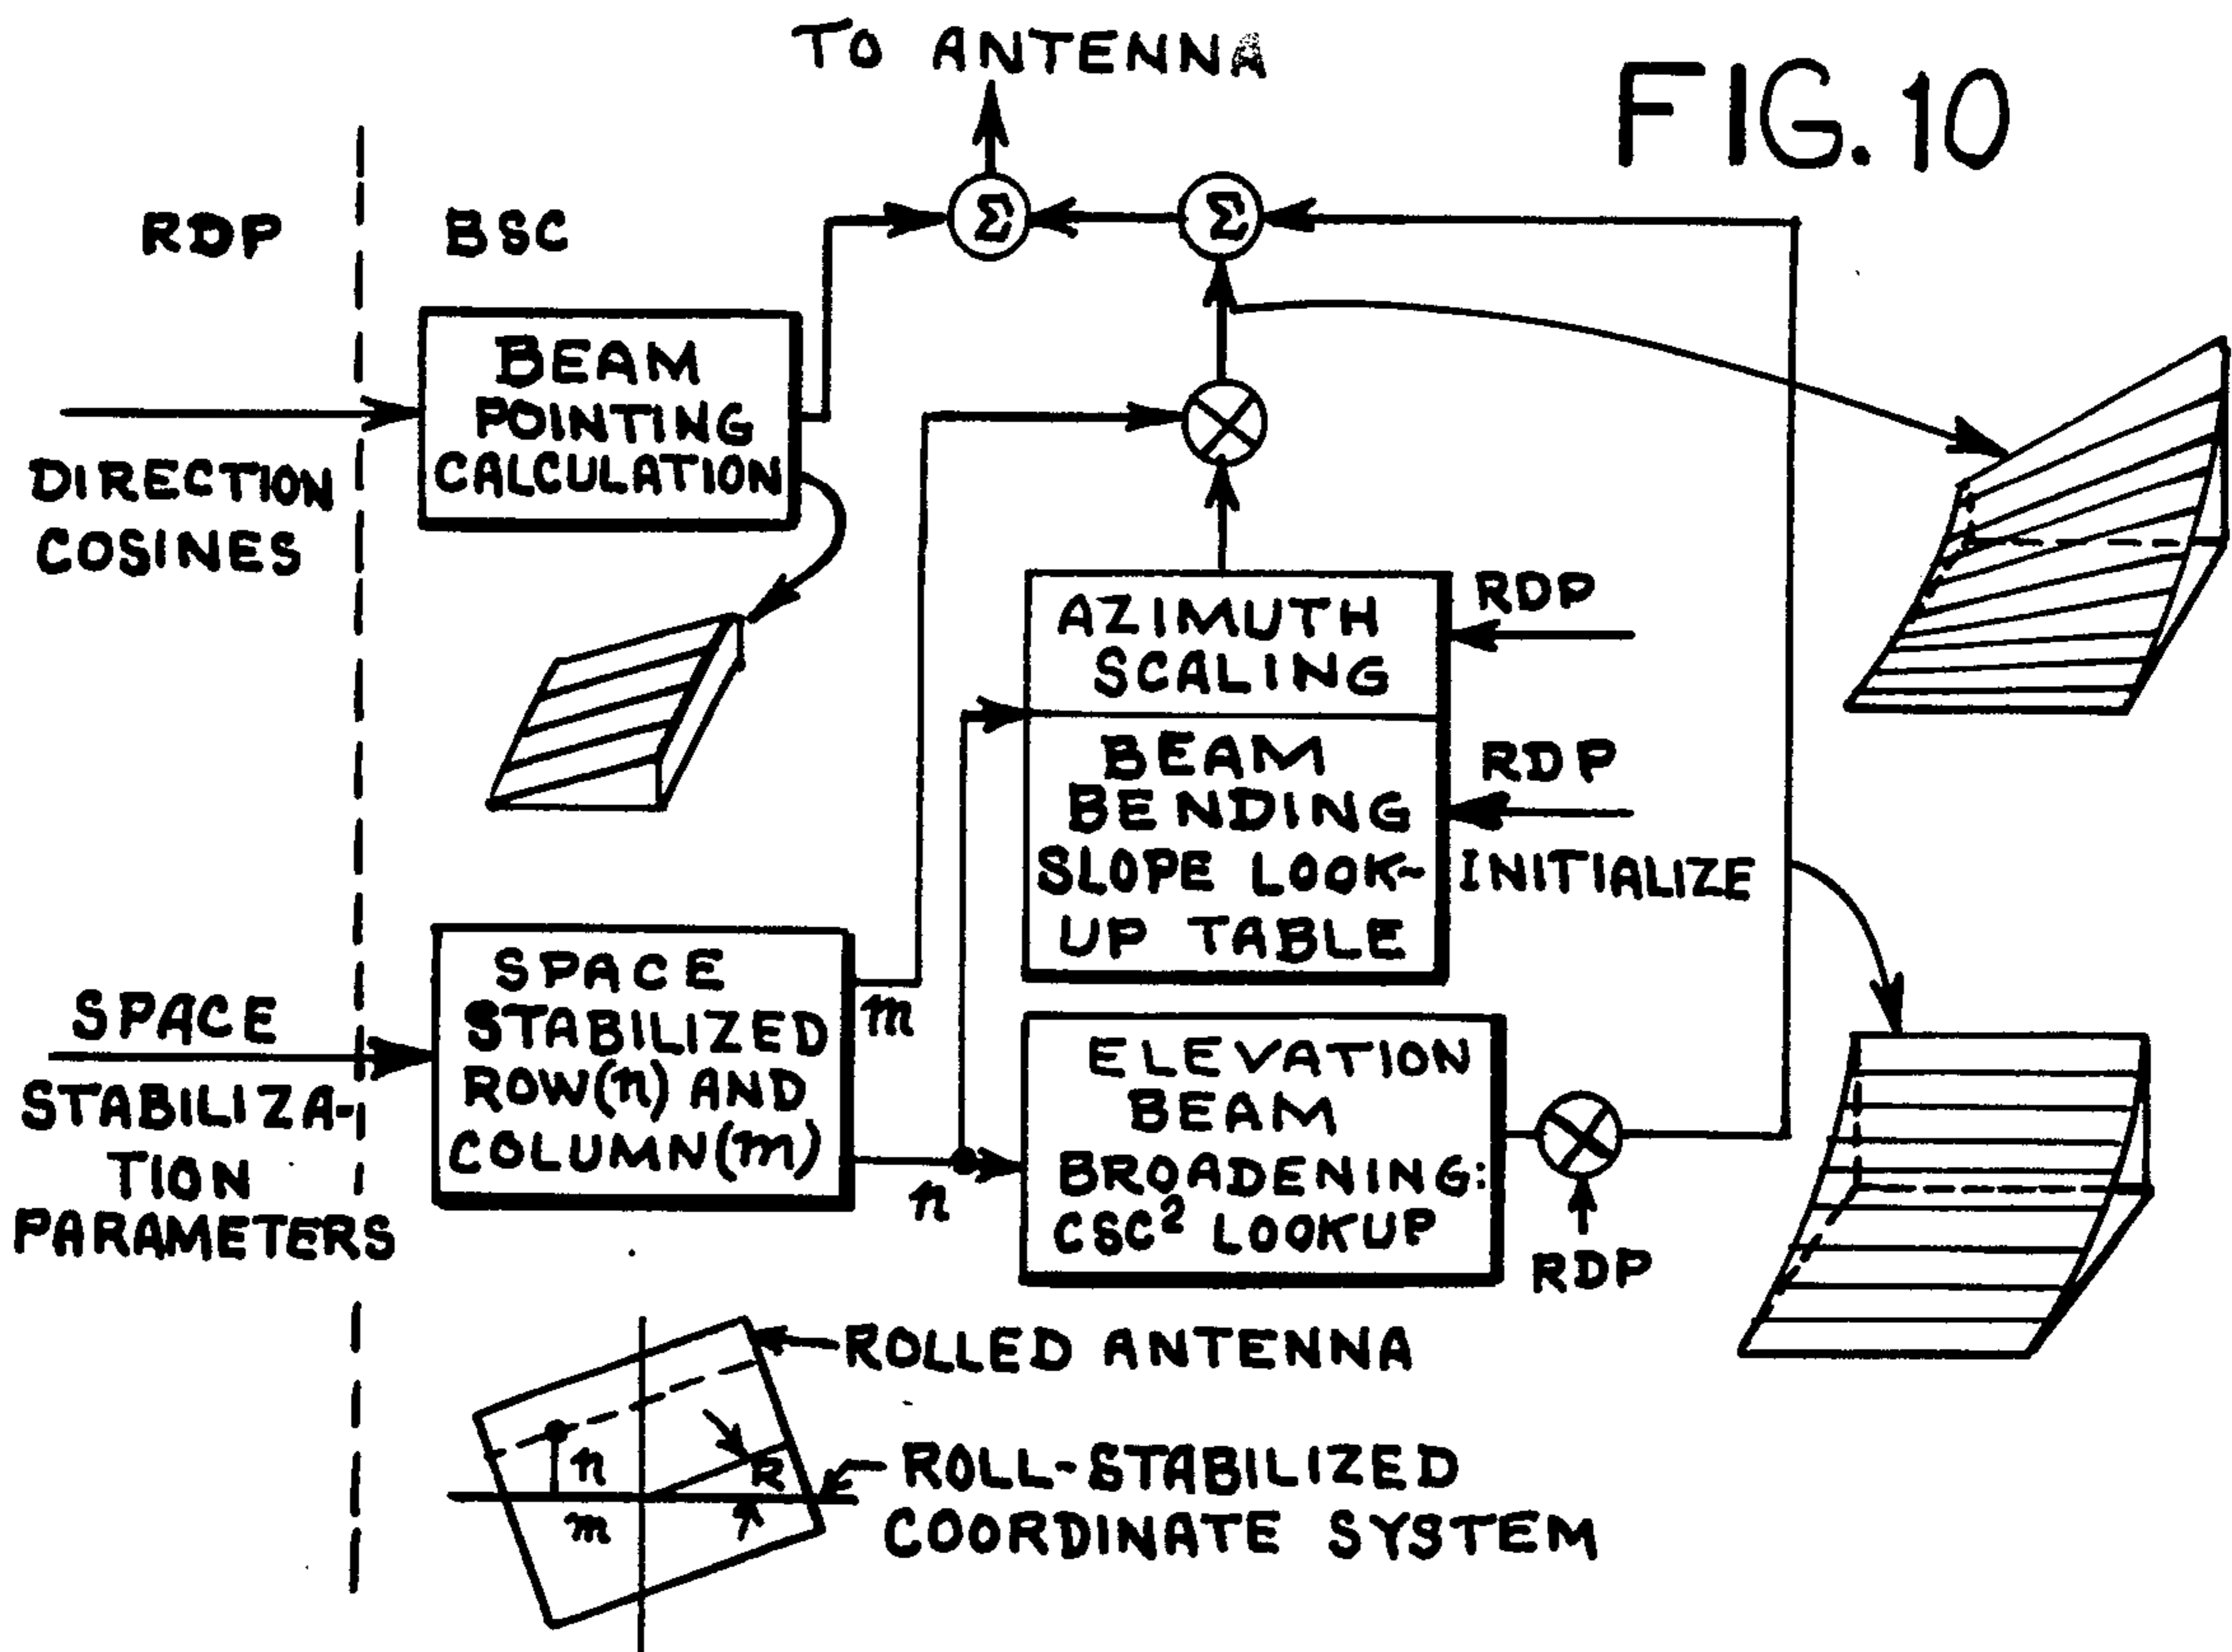 TO ANTENNA
FIG. 10
RDP
BSC
Σ
Σ
BEAM
POINTING
CALCULATION
DIRECTION
COSINES
AZIMUTH
SCALING
RDP
BEAM
BENDING
SLOPE LOOK-
UP TABLE
RDP
INITIALIZE
SPACE
STABILIZA-
TION
PARAMETERS
SPACE
STABILIZED
ROW(n) AND
COLUMN(m)
m
n
ELEVATION
BEAM
BROADENING:
CSC² LOOKUP
RDP
ROLLED ANTENNA
n
R
m
ROLL-STABILIZED
COORDINATE SYSTEM